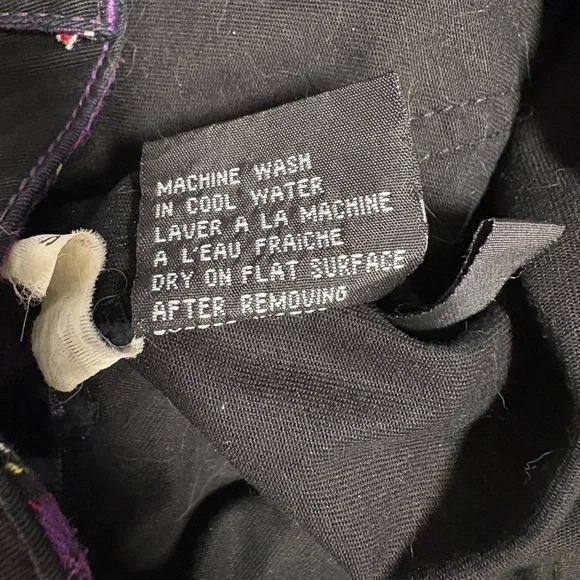 MACHINE WASH
IN COOL WATER
LAVER A LA MACHINE
A L'EAU FRAICHE
DRY ON FLAT SURFACE
AFTER REMOVING